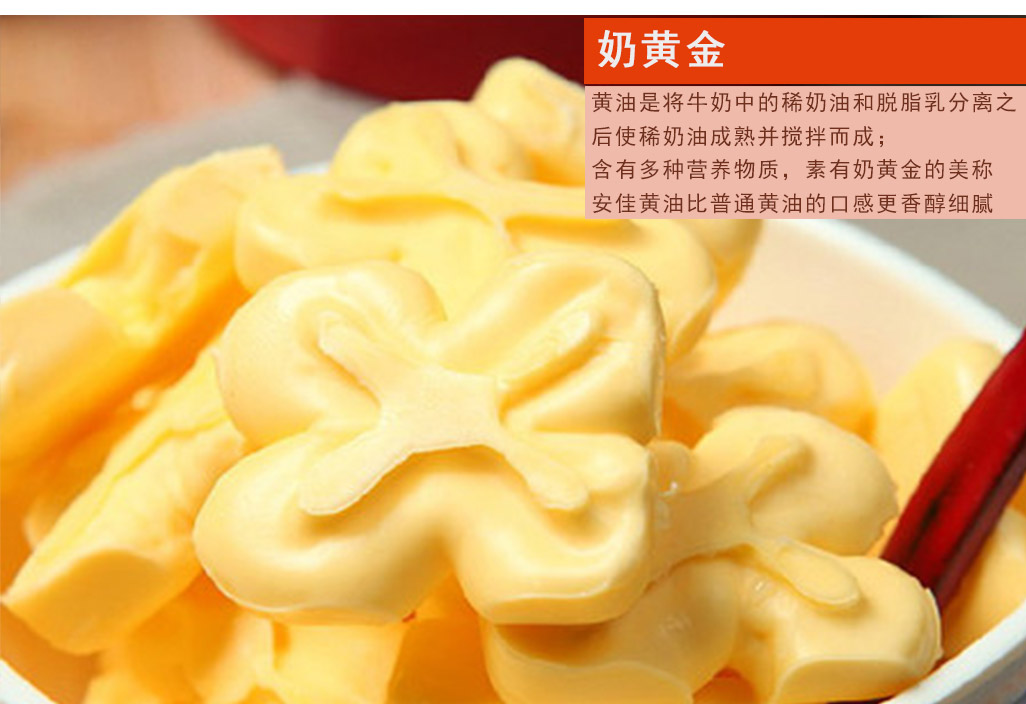 奶黄金
黄油是将牛奶中的稀奶油和脱脂乳分离之
后使稀奶油成熟并搅拌而成；
含有多种营养物质，素有奶黄金的美称
安佳黄油比普通黄油的口感更香醇细腻